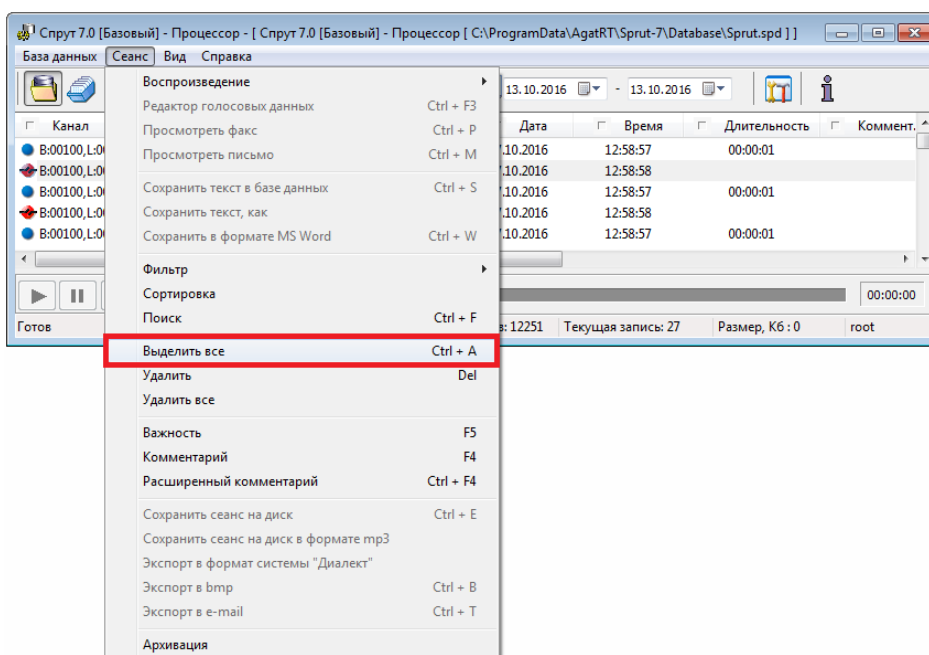 Спрут 7.0 [Базовый] - Процессор - [ Спрут 7.0 [Базовый] - Процессор [ C:\ProgramData\AgatRT\Sprut-7\Database\Sprut.spd ] ]
База данных Сеанс Вид Справка
13.10.2016 - 13.10.2016
Канал Дата Время Длительность Коммент.
B:00100,L:0 .10.2016 12:58:57 00:00:01
B:00100,L:0 .10.2016 12:58:58
B:00100,L:0 .10.2016 12:58:57 00:00:01
B:00100,L:0 .10.2016 12:58:58
B:00100,L:0 .10.2016 12:58:57 00:00:01
00:00:00
Готов : 12251 Текущая запись: 27 Размер, Кб : 0 root
Воспроизведение
Редактор голосовых данных Ctrl + F3
Просмотреть факс Ctrl + P
Просмотреть письмо Ctrl + M
Сохранить текст в базе данных Ctrl + S
Сохранить текст, как
Сохранить в формате MS Word Ctrl + W
Фильтр
Сортировка
Поиск Ctrl + F
Выделить все Ctrl + A
Удалить Del
Удалить все
Важность F5
Комментарий F4
Расширенный комментарий Ctrl + F4
Сохранить сеанс на диск Ctrl + E
Сохранить сеанс на диск в формате mp3
Экспорт в формат системы "Диалект"
Экспорт в bmp Ctrl + B
Экспорт в e-mail Ctrl + T
Архивация